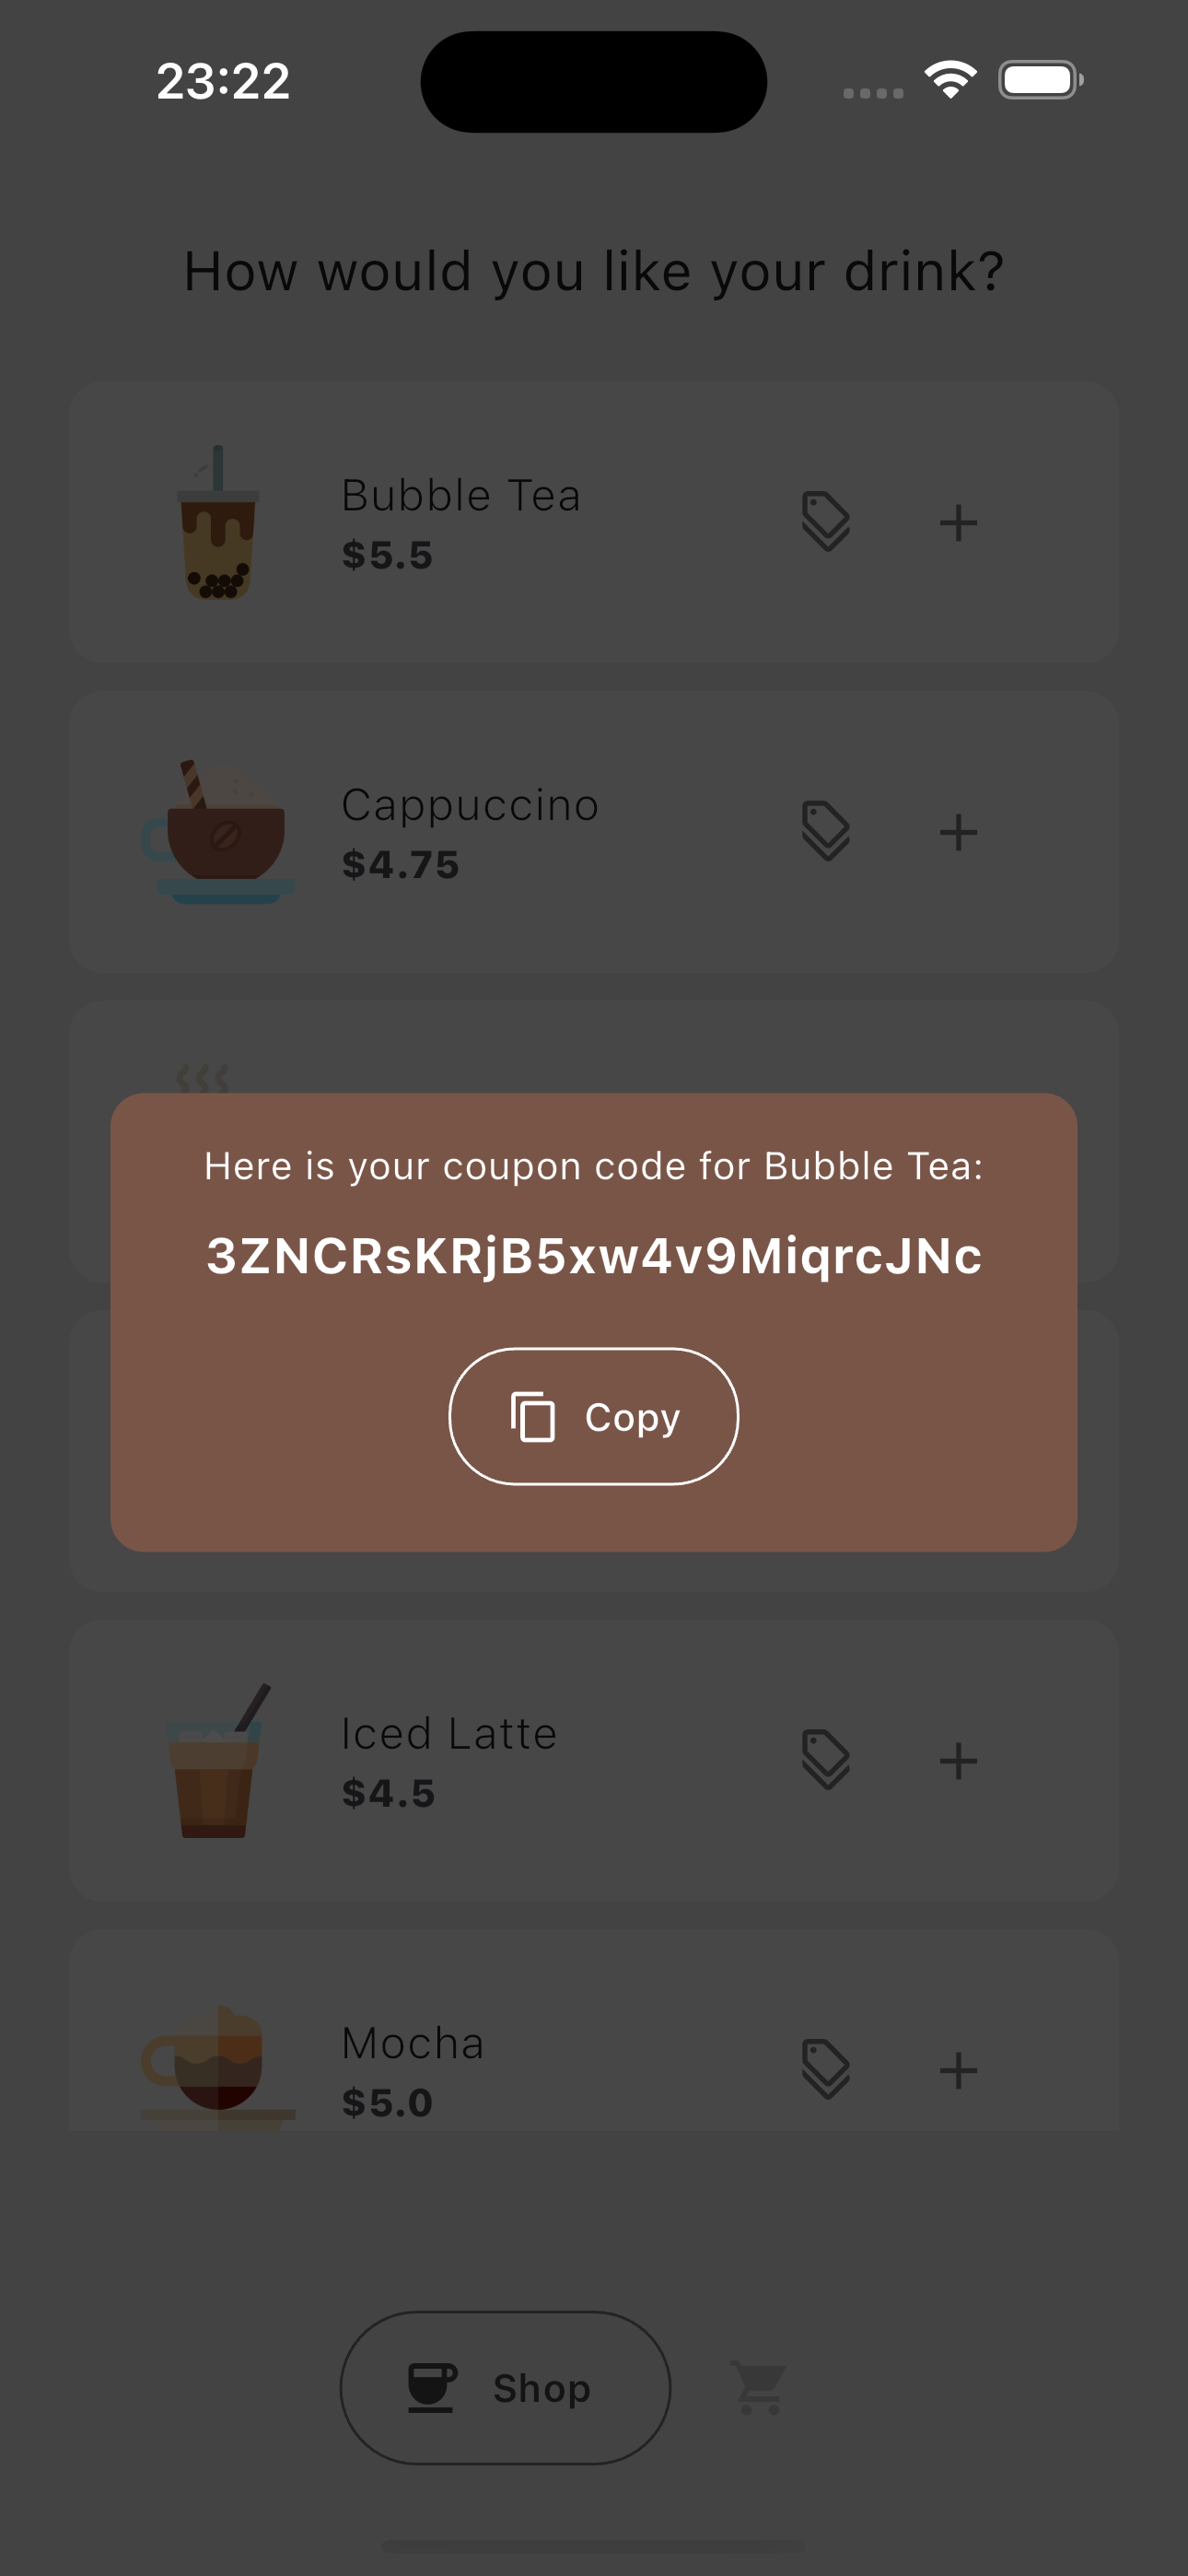 23:22
How would you like your drink?
Bubble Tea
$5.5
Cappuccino
$4.75
Here is your coupon code for Bubble Tea:
3ZNCRsKRjB5xw4v9MiqrcJNc
Copy
Iced Latte
$4.5
Mocha
$5.0
Shop